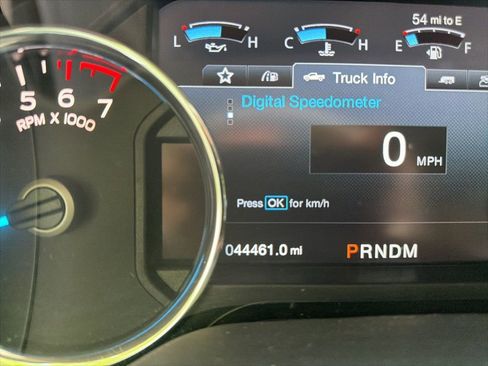 54 mi to E
L H
C H
E F
Truck Info
Digital Speedometer
5 6 7
RPM X 1000
0 MPH
Press OK for km/h
044461.0 mi
PRNDM